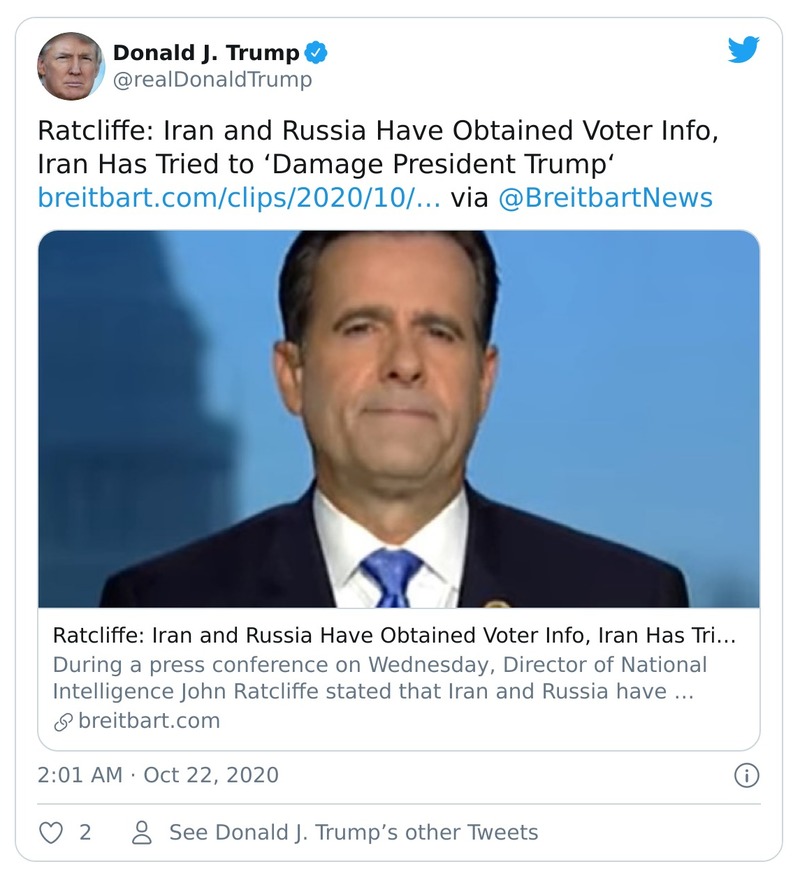 Donald J. Trump
@realDonaldTrump
Ratcliffe: Iran and Russia Have Obtained Voter Info,
Iran Has Tried to ‘Damage President Trump‘
breitbart.com/clips/2020/10/… via @BreitbartNews
Ratcliffe: Iran and Russia Have Obtained Voter Info, Iran Has Tri…
During a press conference on Wednesday, Director of National
Intelligence John Ratcliffe stated that Iran and Russia have …
breitbart.com
2:01 AM · Oct 22, 2020
2 See Donald J. Trump’s other Tweets